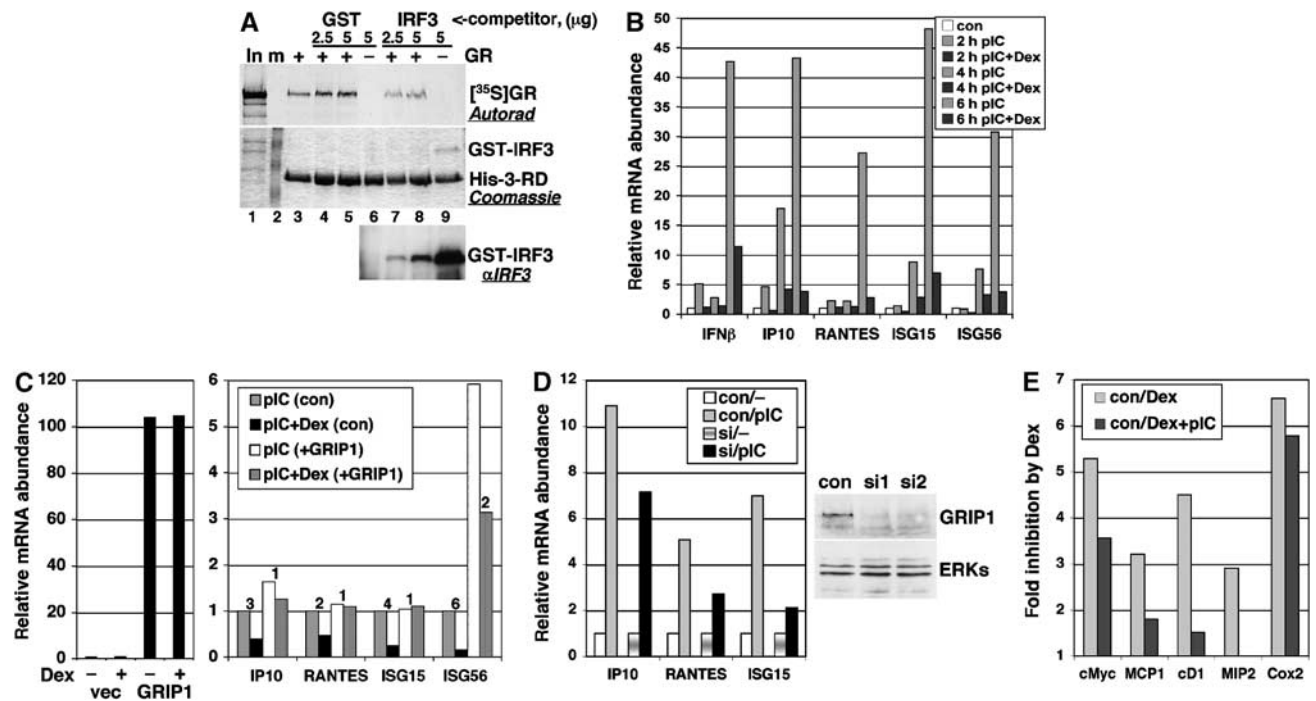 A
GST IRF3 <-competitor, (μg)
2.5 5 5 2.5 5 5
In m + + + − + + − GR
[³⁵S]GR
Autorad
GST-IRF3
His-3-RD
Coomassie
1 2 3 4 5 6 7 8 9
GST-IRF3
αIRF3
B
Relative mRNA abundance
50
45
40
35
30
25
20
15
10
5
0
con
2 h pIC
2 h pIC+Dex
4 h pIC
4 h pIC+Dex
6 h pIC
6 h pIC+Dex
IFNβ IP10 RANTES ISG15 ISG56
C
Relative mRNA abundance
120
100
80
60
40
20
0
Dex − + − +
vec GRIP1
6
5
4
3
2
1
0
pIC (con)
pIC+Dex (con)
pIC (+GRIP1)
pIC+Dex (+GRIP1)
3 1 2 1 4 1 6 2
IP10 RANTES ISG15 ISG56
D
Relative mRNA abundance
12
10
8
6
4
2
0
con/−
con/pIC
si/−
si/pIC
IP10 RANTES ISG15
con si1 si2
GRIP1
ERKs
E
Fold inhibition by Dex
7
6
5
4
3
2
1
con/Dex
con/Dex+pIC
cMyc MCP1 cD1 MIP2 Cox2